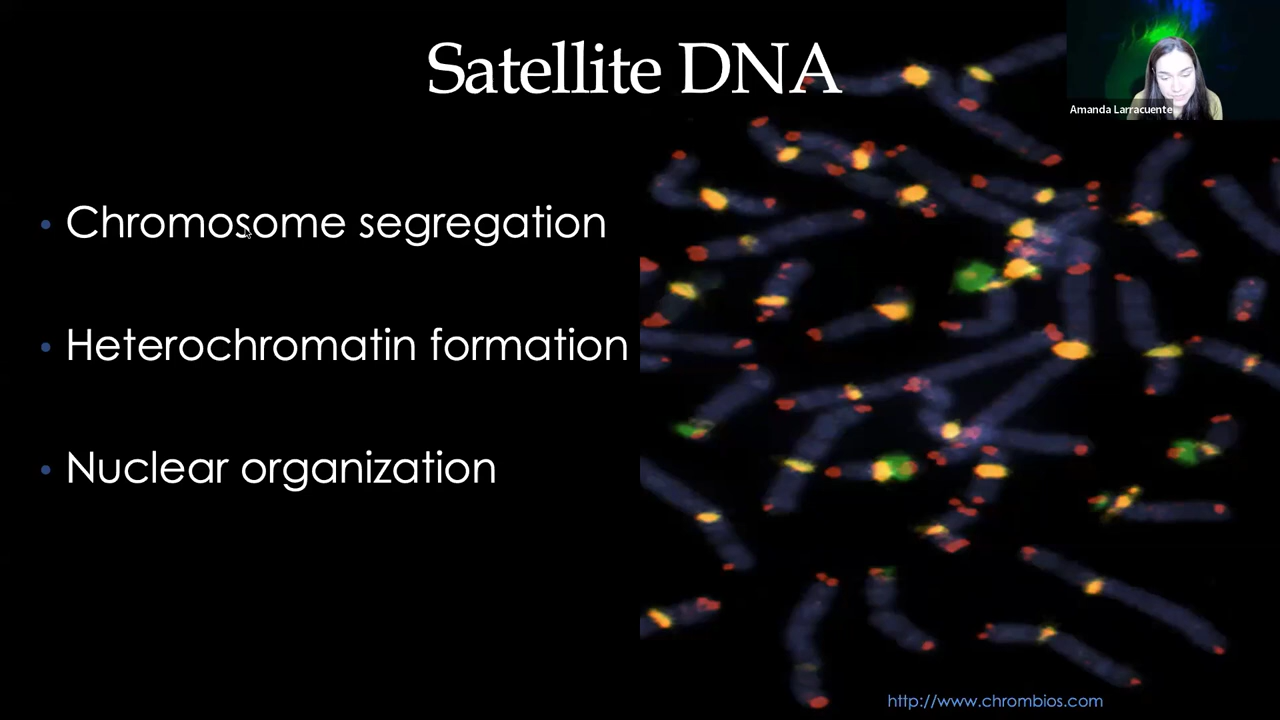 Satellite DNA
Amanda Larracuente
• Chromosome segregation
• Heterochromatin formation
• Nuclear organization
http://www.chrombios.com